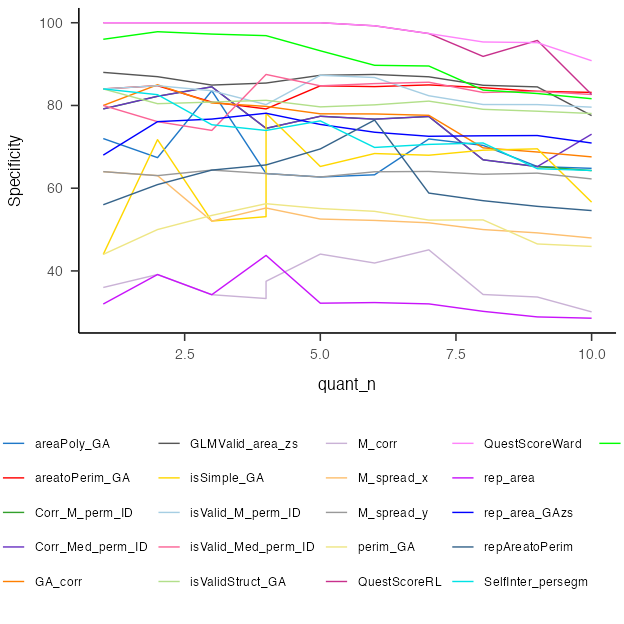 100
80
60
40
Specificity
2.5 5.0 7.5 10.0
quant_n
areaPoly_GA GLMValid_area_zs M_corr QuestScoreWard
areatoPerim_GA isSimple_GA M_spread_x rep_area
Corr_M_perm_ID isValid_M_perm_ID M_spread_y rep_area_GAzs
Corr_Med_perm_ID isValid_Med_perm_ID perim_GA repAreatoPerim
GA_corr isValidStruct_GA QuestScoreRL SelfInter_persegm